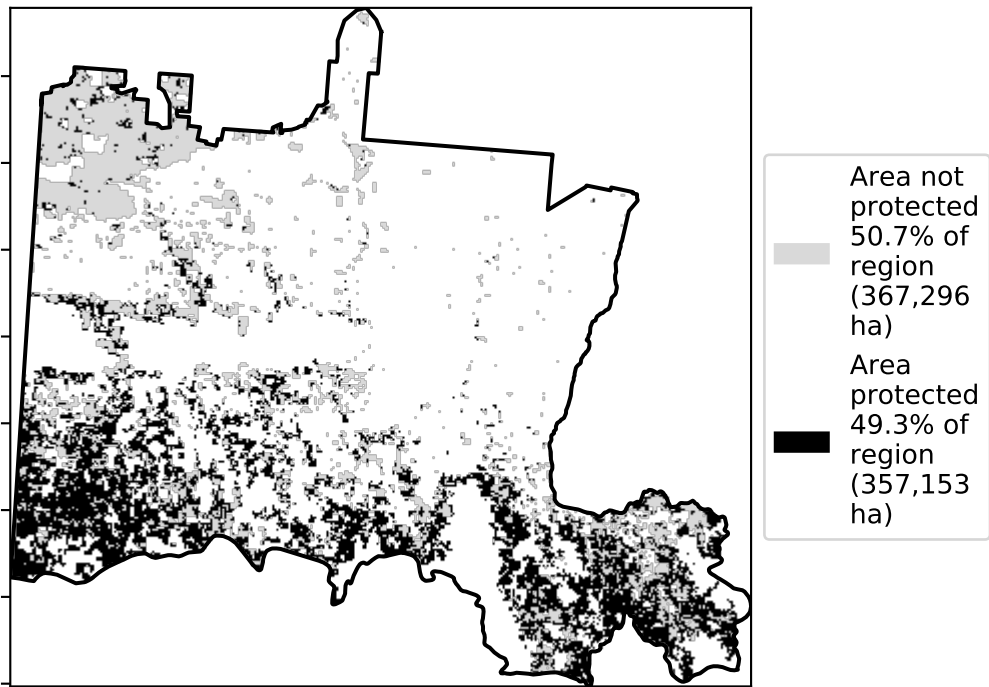 Area not
protected
50.7% of
region
(367,296
ha)
Area
protected
49.3% of
region
(357,153
ha)